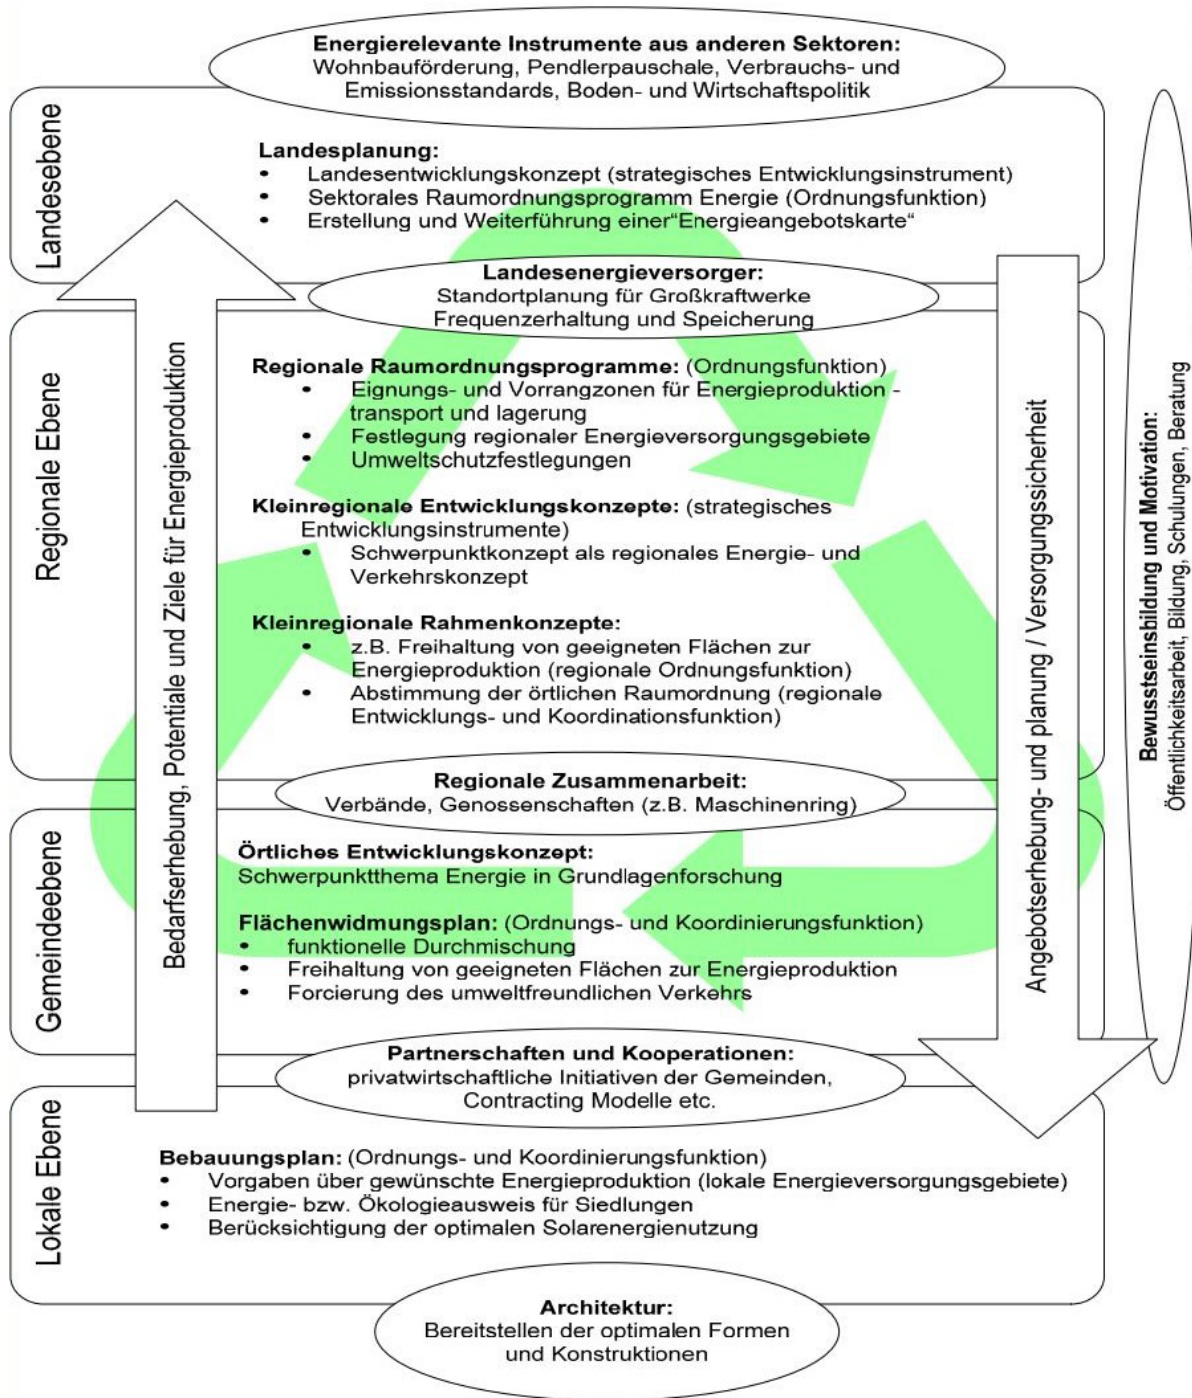 Energierelevante Instrumente aus anderen Sektoren:
Wohnbauförderung, Pendlerpauschale, Verbrauchs- und
Emissionsstandards, Boden- und Wirtschaftspolitik
Landesebene
Landesplanung:
• Landesentwicklungskonzept (strategisches Entwicklungsinstrument)
• Sektorales Raumordnungsprogramm Energie (Ordnungsfunktion)
• Erstellung und Weiterführung einer“Energieangebotskarte“
Landesenergieversorger:
Standortplanung für Großkraftwerke
Frequenzerhaltung und Speicherung
Regionale Ebene
Regionale Raumordnungsprogramme: (Ordnungsfunktion)
• Eignungs- und Vorrangzonen für Energieproduktion -
transport und lagerung
• Festlegung regionaler Energieversorgungsgebiete
• Umweltschutzfestlegungen
Kleinregionale Entwicklungskonzepte: (strategisches
Entwicklungsinstrumente)
• Schwerpunktkonzept als regionales Energie- und
Verkehrskonzept
Kleinregionale Rahmenkonzepte:
• z.B. Freihaltung von geeigneten Flächen zur
Energieproduktion (regionale Ordnungsfunktion)
• Abstimmung der örtlichen Raumordnung (regionale
Entwicklungs- und Koordinationsfunktion)
Regionale Zusammenarbeit:
Verbände, Genossenschaften (z.B. Maschinenring)
Gemeindeebene
Örtliches Entwicklungskonzept:
Schwerpunktthema Energie in Grundlagenforschung
Flächenwidmungsplan: (Ordnungs- und Koordinierungsfunktion)
• funktionelle Durchmischung
• Freihaltung von geeigneten Flächen zur Energieproduktion
• Forcierung des umweltfreundlichen Verkehrs
Partnerschaften und Kooperationen:
privatwirtschaftliche Initiativen der Gemeinden,
Contracting Modelle etc.
Lokale Ebene
Bebauungsplan: (Ordnungs- und Koordinierungsfunktion)
• Vorgaben über gewünschte Energieproduktion (lokale Energieversorgungsgebiete)
• Energie- bzw. Ökologieausweis für Siedlungen
• Berücksichtigung der optimalen Solarenergienutzung
Architektur:
Bereitstellen der optimalen Formen
und Konstruktionen
Bedarfserhebung, Potentiale und Ziele für Energieproduktion
Angebotserhebung- und planung / Versorgungssicherheit
Bewusstseinsbildung und Motivation:
Öffentlichkeitsarbeit, Bildung, Schulungen, Beratung